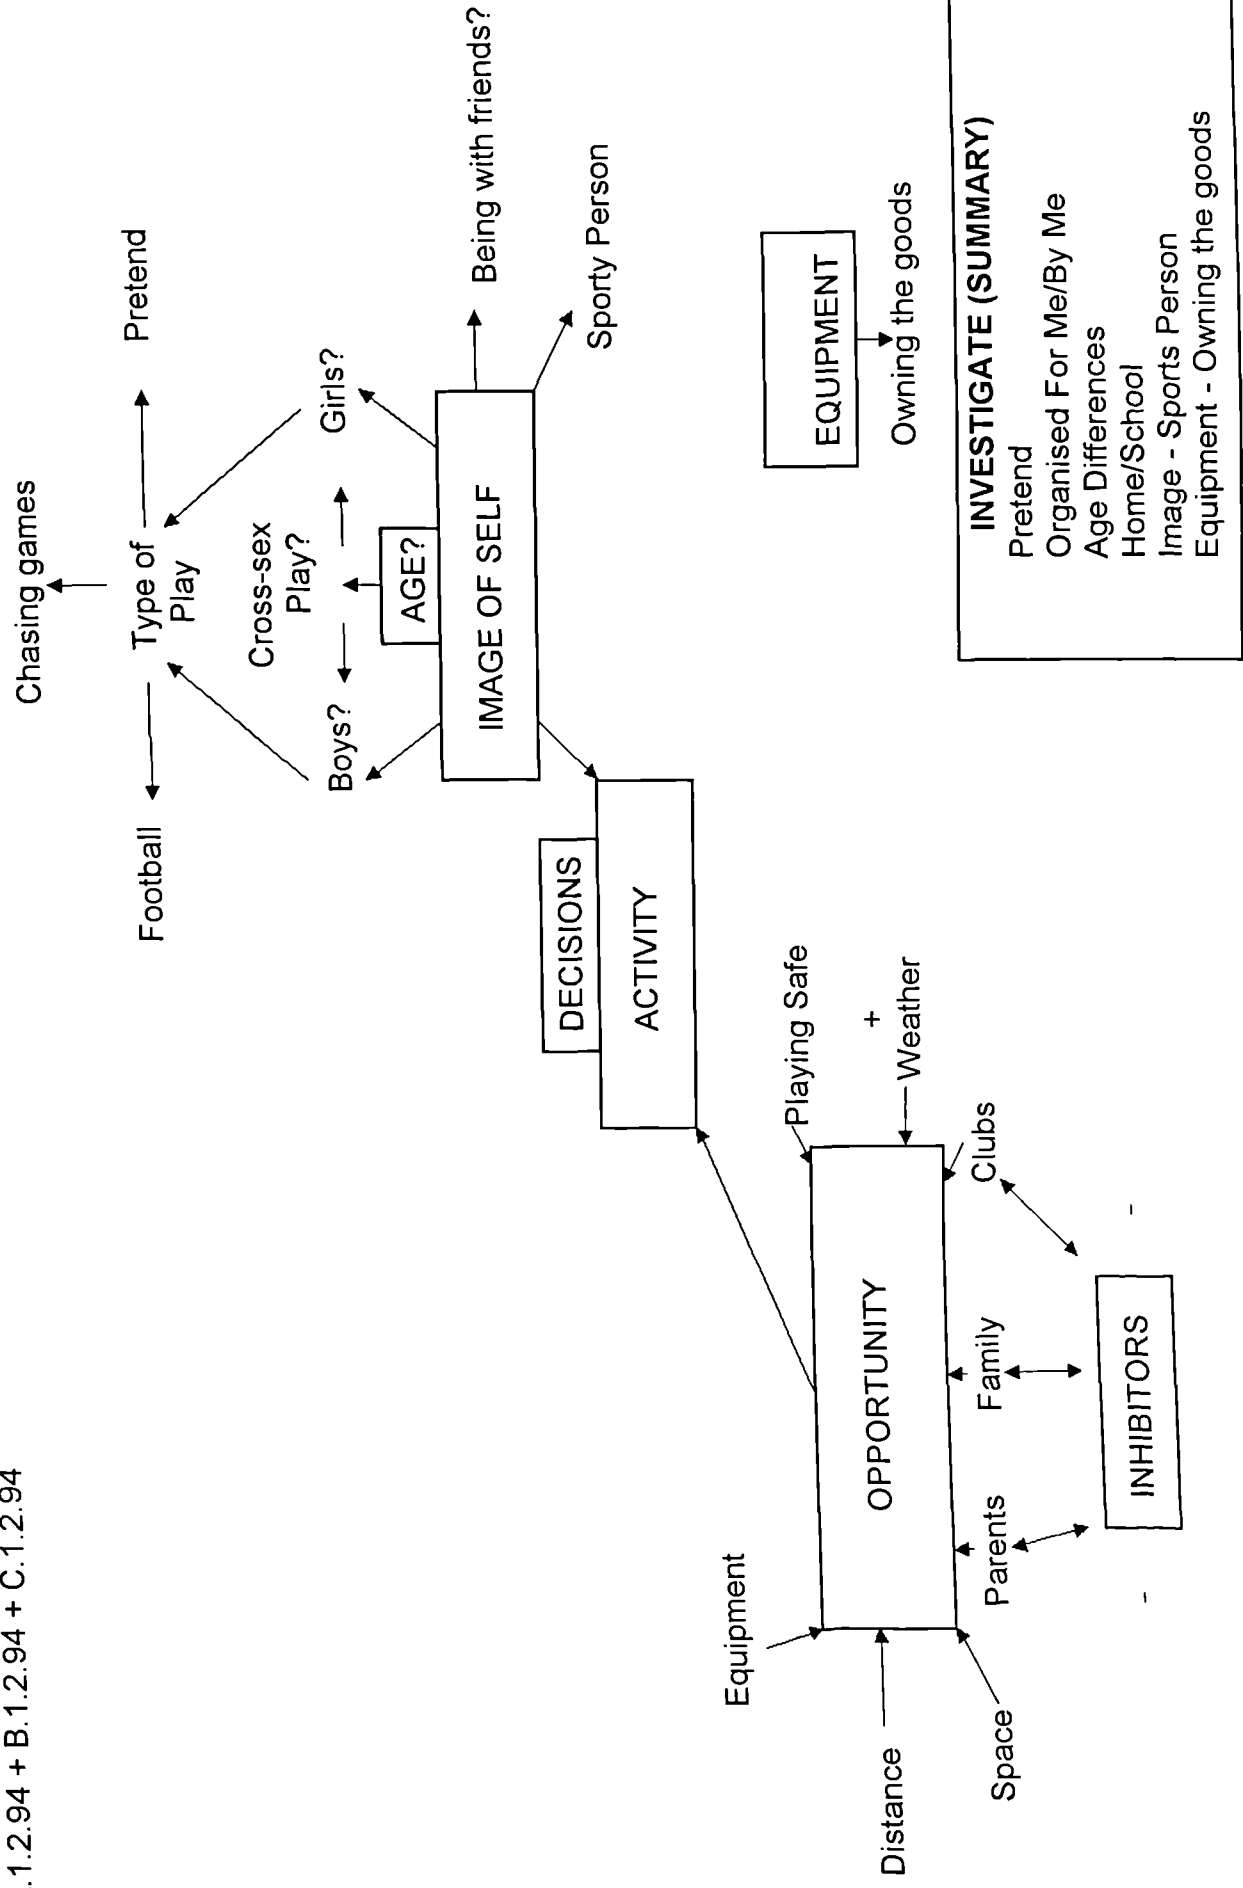 .1.2.94 + B.1.2.94 + C.1.2.94
Chasing games
Football
Type of
Play
Pretend
Cross-sex
Play?
Boys?
Girls?
AGE?
IMAGE OF SELF
Being with friends?
Sporty Person
DECISIONS
ACTIVITY
Equipment
Playing Safe
+
Distance
OPPORTUNITY
Weather
Space
Parents
Family
Clubs
-
INHIBITORS
-
EQUIPMENT
Owning the goods
INVESTIGATE (SUMMARY)
Pretend
Organised For Me/By Me
Age Differences
Home/School
Image - Sports Person
Equipment - Owning the goods